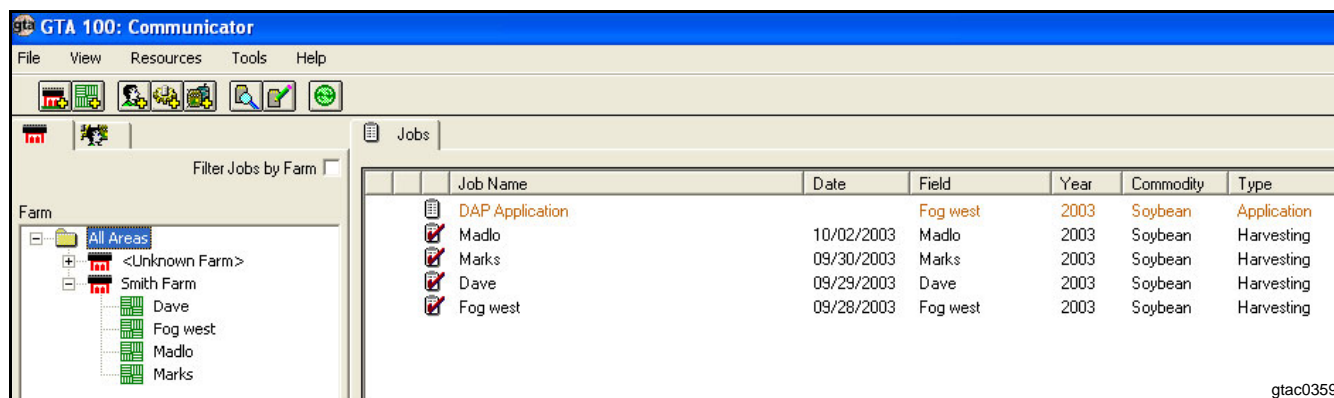 GTA 100: Communicator
File View Resources Tools Help
Jobs
Filter Jobs by Farm
Job Name Date Field Year Commodity Type
Farm
DAP Application Fog west 2003 Soybean Application
All Areas
Madlo 10/02/2003 Madlo 2003 Soybean Harvesting
<Unknown Farm>
Marks 09/30/2003 Marks 2003 Soybean Harvesting
Smith Farm
Dave 09/29/2003 Dave 2003 Soybean Harvesting
Dave
Fog west 09/28/2003 Fog west 2003 Soybean Harvesting
Fog west
Madlo
Marks
gtac0359